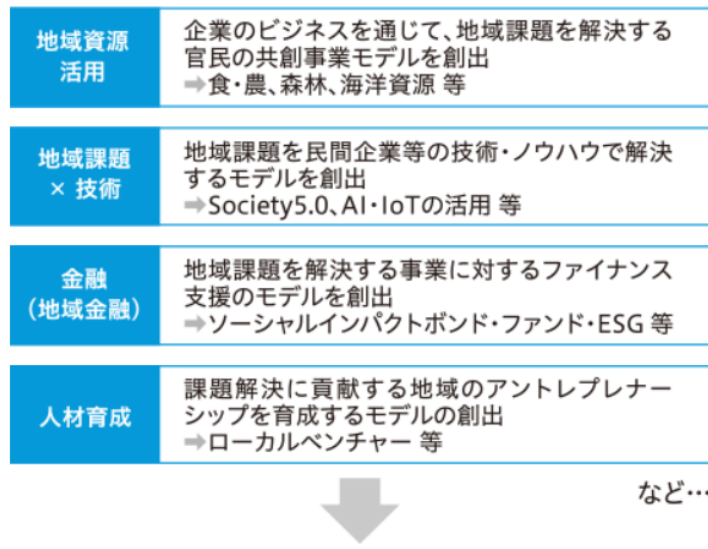 地域資源
活用
企業のビジネスを通じて、地域課題を解決する
官民の共創事業モデルを創出
➡食・農、森林、海洋資源 等
地域課題
× 技術
地域課題を民間企業等の技術・ノウハウで解決
するモデルを創出
➡Society5.0、AI・IoTの活用 等
金融
（地域金融）
地域課題を解決する事業に対するファイナンス
支援のモデルを創出
➡ソーシャルインパクトボンド・ファンド・ESG 等
人材育成
課題解決に貢献する地域のアントレプレナー
シップを育成するモデルの創出
➡ローカルベンチャー 等
など…